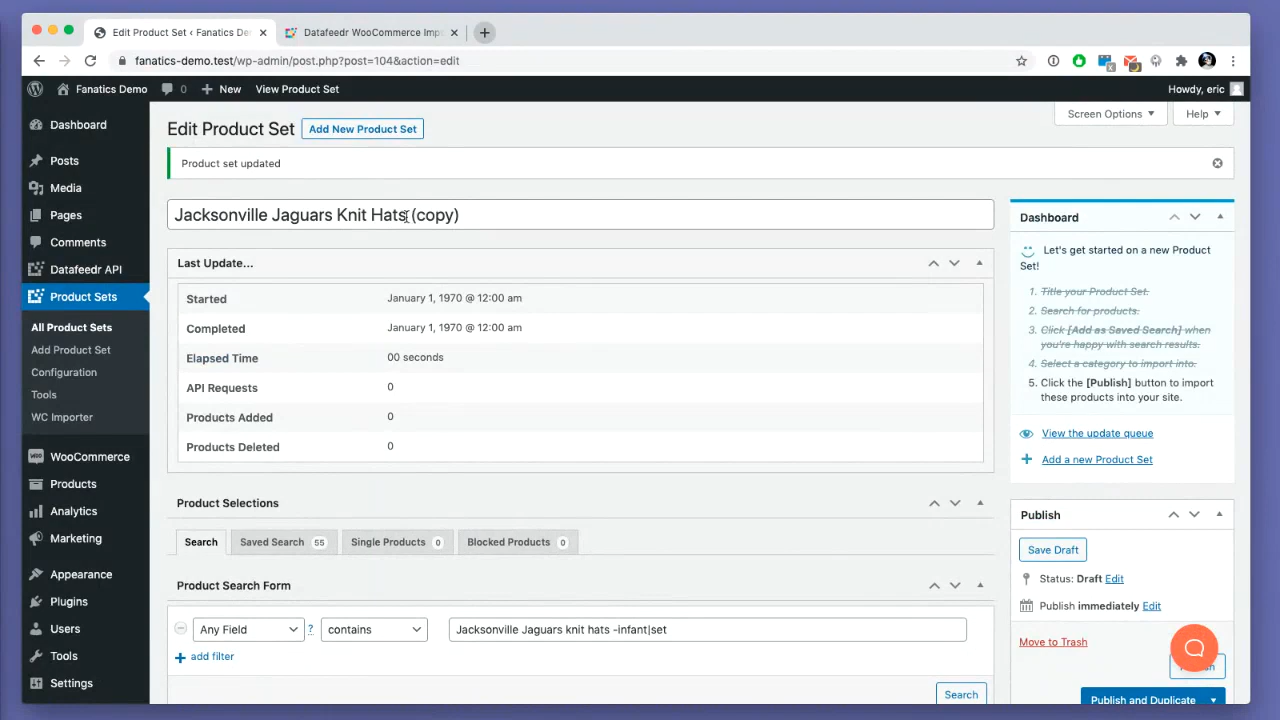 Edit Product Set ‹ Fanatics De
Datafeedr WooCommerce Imp
fanatics-demo.test/wp-admin/post.php?post=104&action=edit
Fanatics Demo
0
New
View Product Set
Howdy, eric
Dashboard
Posts
Media
Pages
Comments
Datafeedr API
Product Sets
All Product Sets
Add Product Set
Configuration
Tools
WC Importer
WooCommerce
Products
Analytics
Marketing
Appearance
Plugins
Users
Tools
Settings
Edit Product Set
Add New Product Set
Screen Options
Help
Product set updated
Jacksonville Jaguars Knit Hats (copy)
Last Update...
Started January 1, 1970 @ 12:00 am
Completed January 1, 1970 @ 12:00 am
Elapsed Time 00 seconds
API Requests 0
Products Added 0
Products Deleted 0
Product Selections
Search
Saved Search 55
Single Products 0
Blocked Products 0
Product Search Form
Any Field
?
contains
Jacksonville Jaguars knit hats -infant|set
add filter
Search
Dashboard
Let's get started on a new Product
Set!
1. Title your Product Set.
2. Search for products.
3. Click [Add as Saved Search] when
you're happy with search results.
4. Select a category to import into.
5. Click the [Publish] button to import
these products into your site.
View the update queue
Add a new Product Set
Publish
Save Draft
Status: Draft Edit
Publish immediately Edit
Move to Trash
Publish and Duplicate